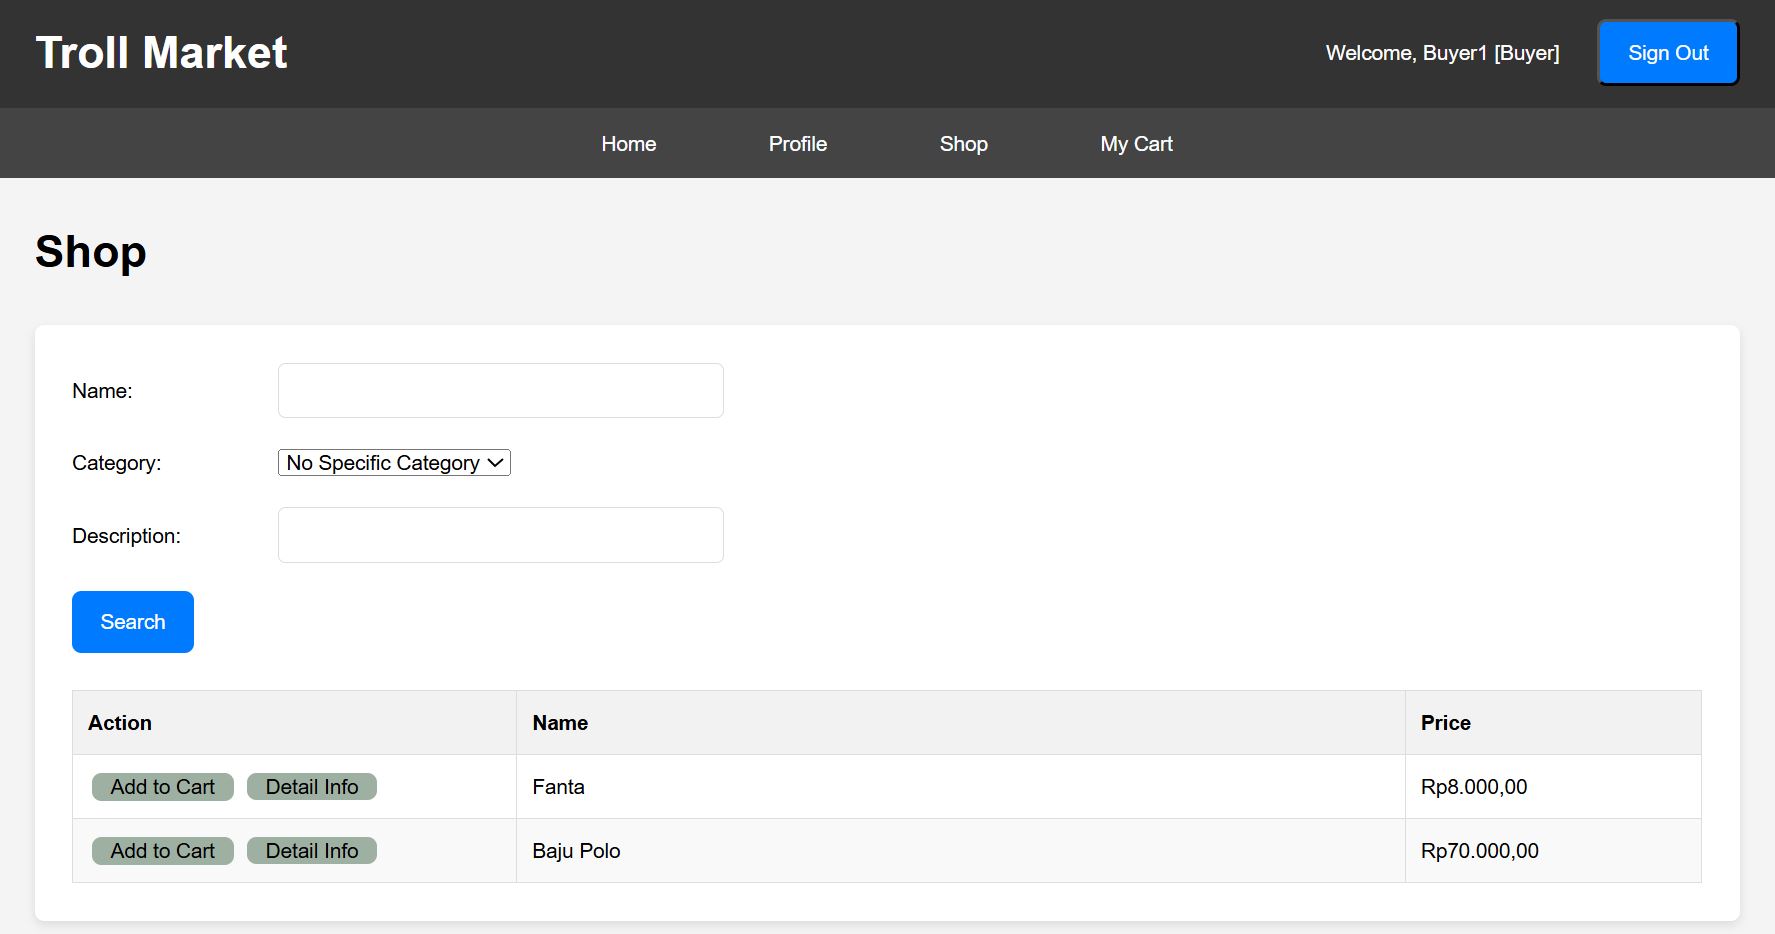 Troll Market
Welcome, Buyer1 [Buyer]
Sign Out
Home Profile Shop My Cart
Shop
Name:
Category: No Specific Category
Description:
Search
Action Name Price
Add to Cart Detail Info Fanta Rp8.000,00
Add to Cart Detail Info Baju Polo Rp70.000,00